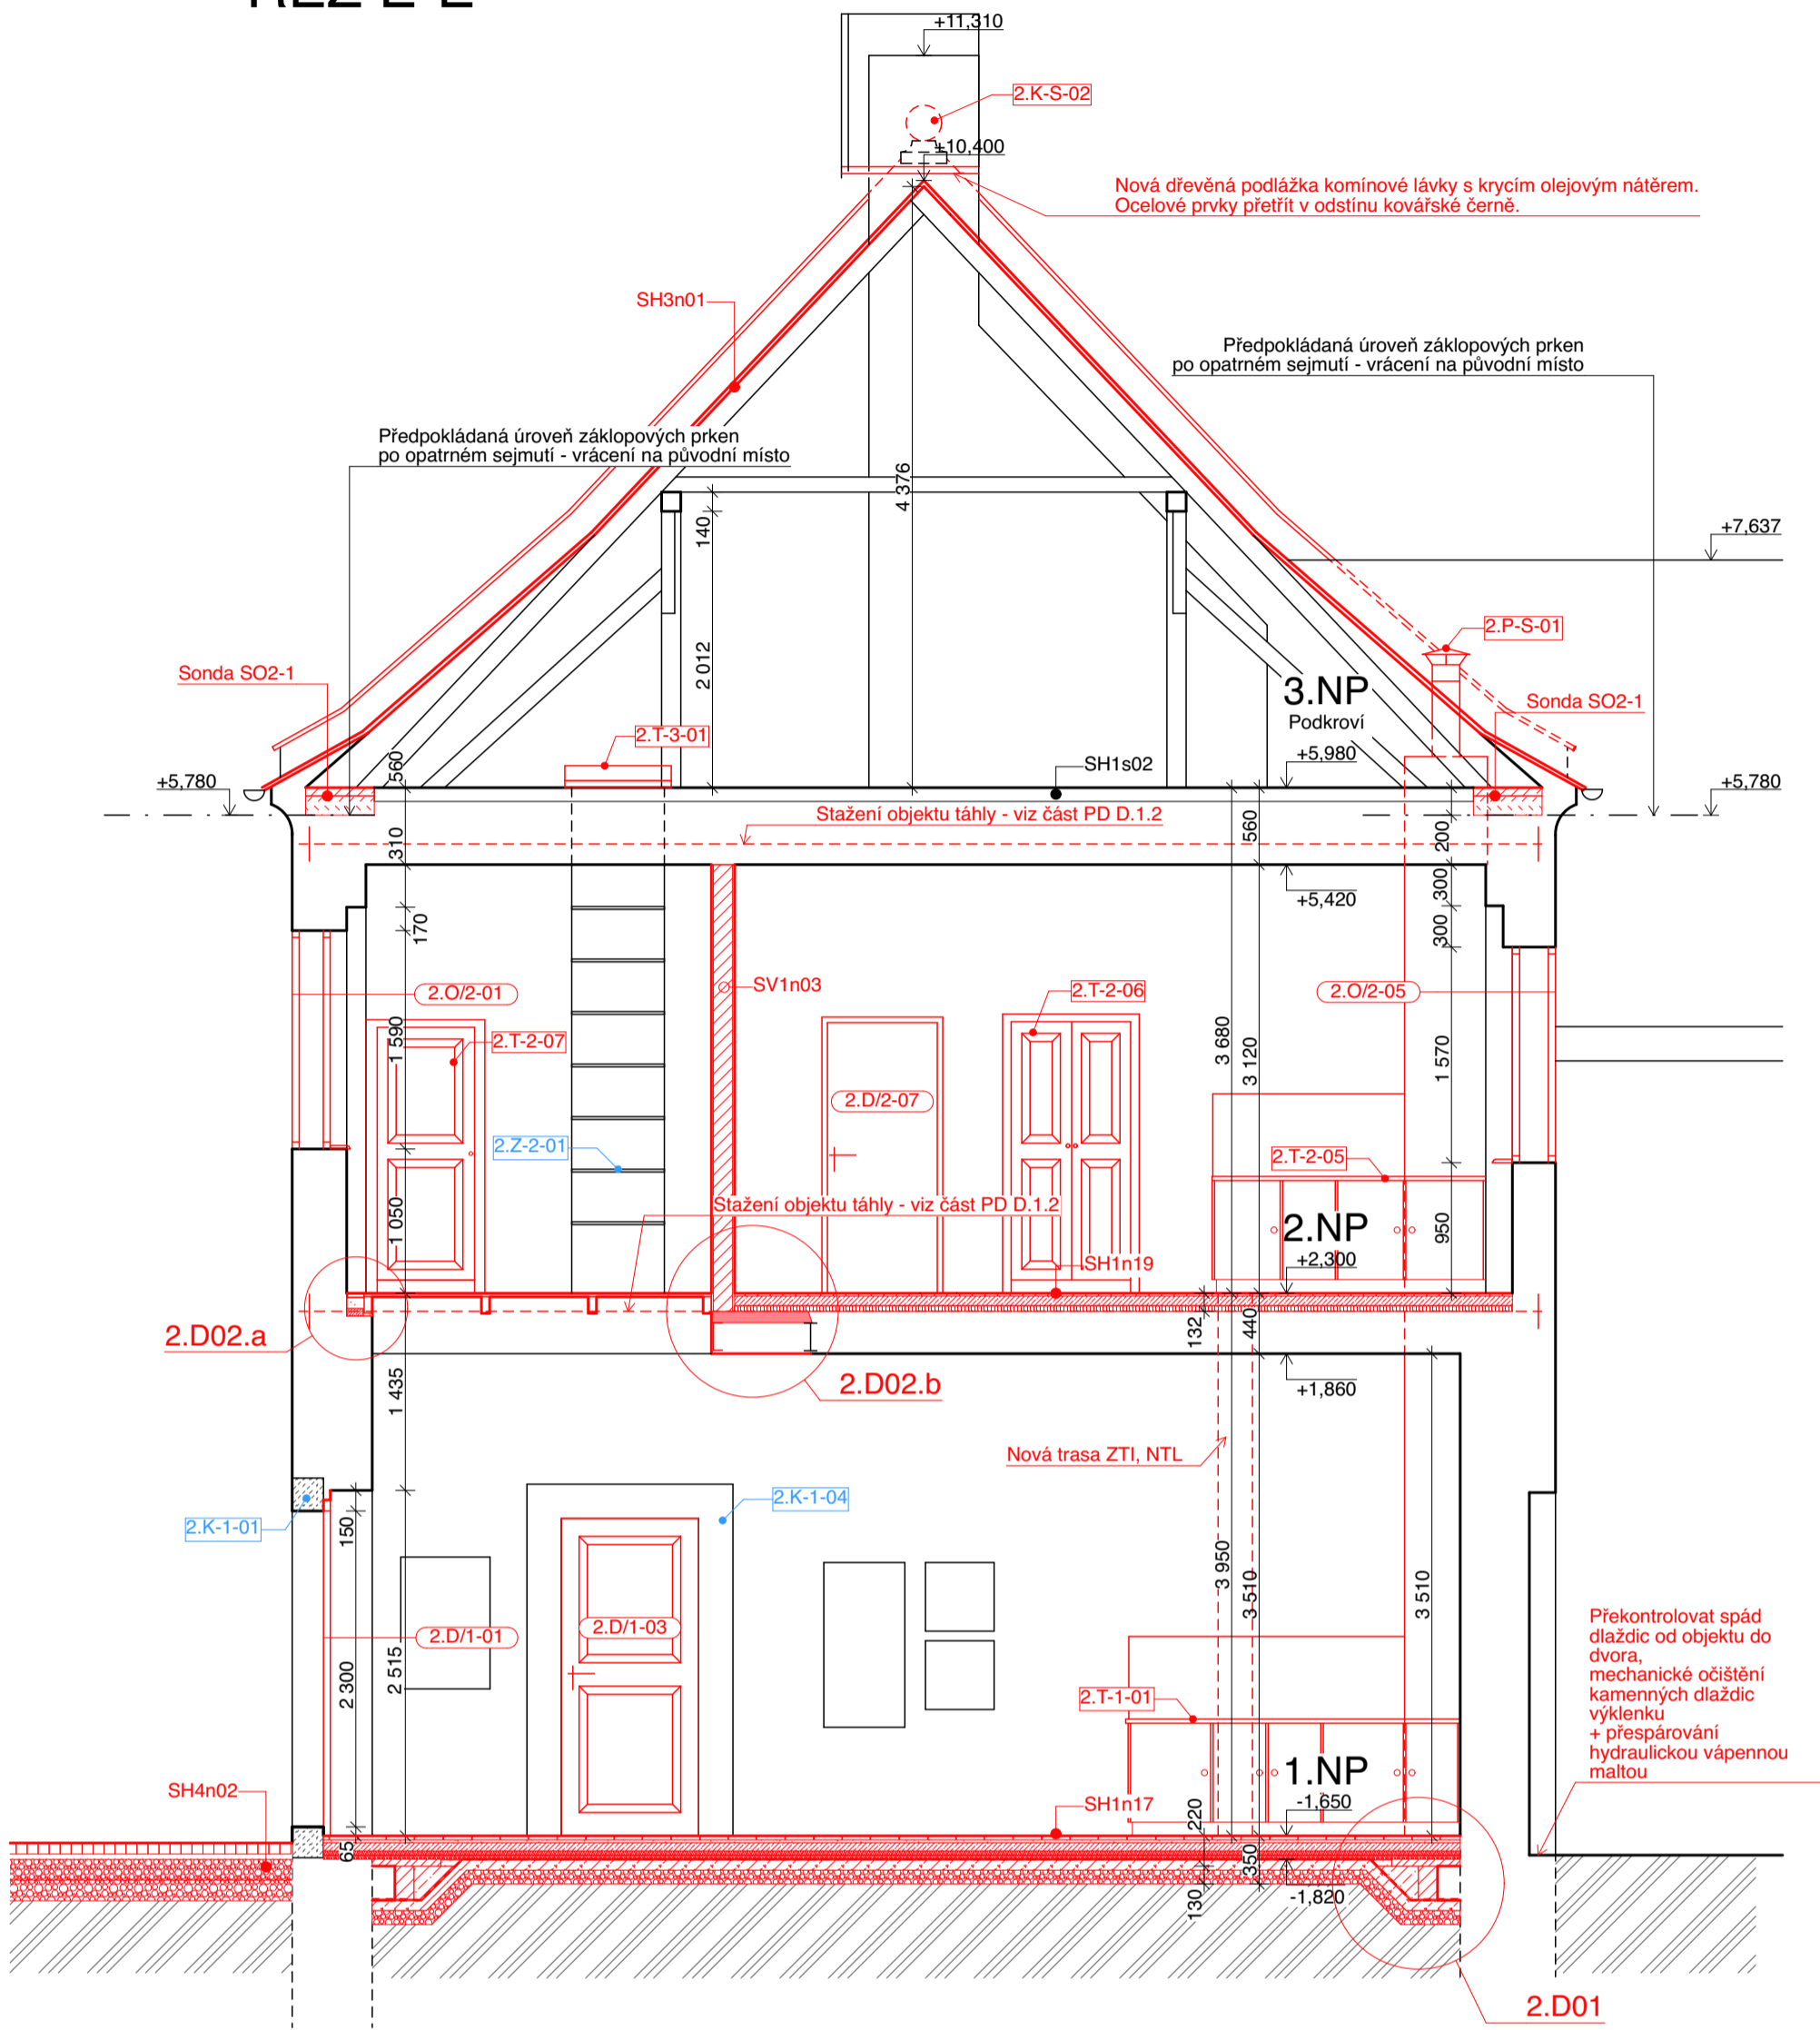 +11,310
2.K-S-02
+10,400
Nová dřevěná podlážka komínové lávky s krycím olejovým nátěrem.
Ocelové prvky přetřít v odstínu kovářské černě.
SH3n01
Předpokládaná úroveň záklopových prken
po opatrném sejmutí - vrácení na původní místo
Předpokládaná úroveň záklopových prken
po opatrném sejmutí - vrácení na původní místo
4 376
140
+7,637
2.P-S-01
2 012
Sonda SO2-1
3.NP
Podkroví
Sonda SO2-1
2.T-3-01
+5,980
SH1s02
560
+5,780
+5,780
Stažení objektu táhly - viz část PD D.1.2
310
560
200
+5,420
300
170
300
SV1n03
2.T-2-06
2.O/2-01
2.O/2-05
1 590
2.T-2-07
3 680
3 120
1 570
2.D/2-07
2.Z-2-01
2.T-2-05
Stažení objektu táhly - viz část PD D.1.2
1 050
950
2.NP
+2,300
SH1n19
132
440
2.D02.a
2.D02.b
+1,860
1 435
Nová trasa ZTI, NTL
2.K-1-04
2.K-1-01
150
3 950
3 510
3 510
2.D/1-01
2.D/1-03
2 300
2 515
Překontrolovat spád
dlaždic od objektu do
dvora,
mechanické očištění
kamenných dlaždic
výklenku
+ přespárování
hydraulickou vápennou
maltou
2.T-1-01
1.NP
-1,650
SH4n02
SH1n17
220
65
350
-1,820
130
2.D01